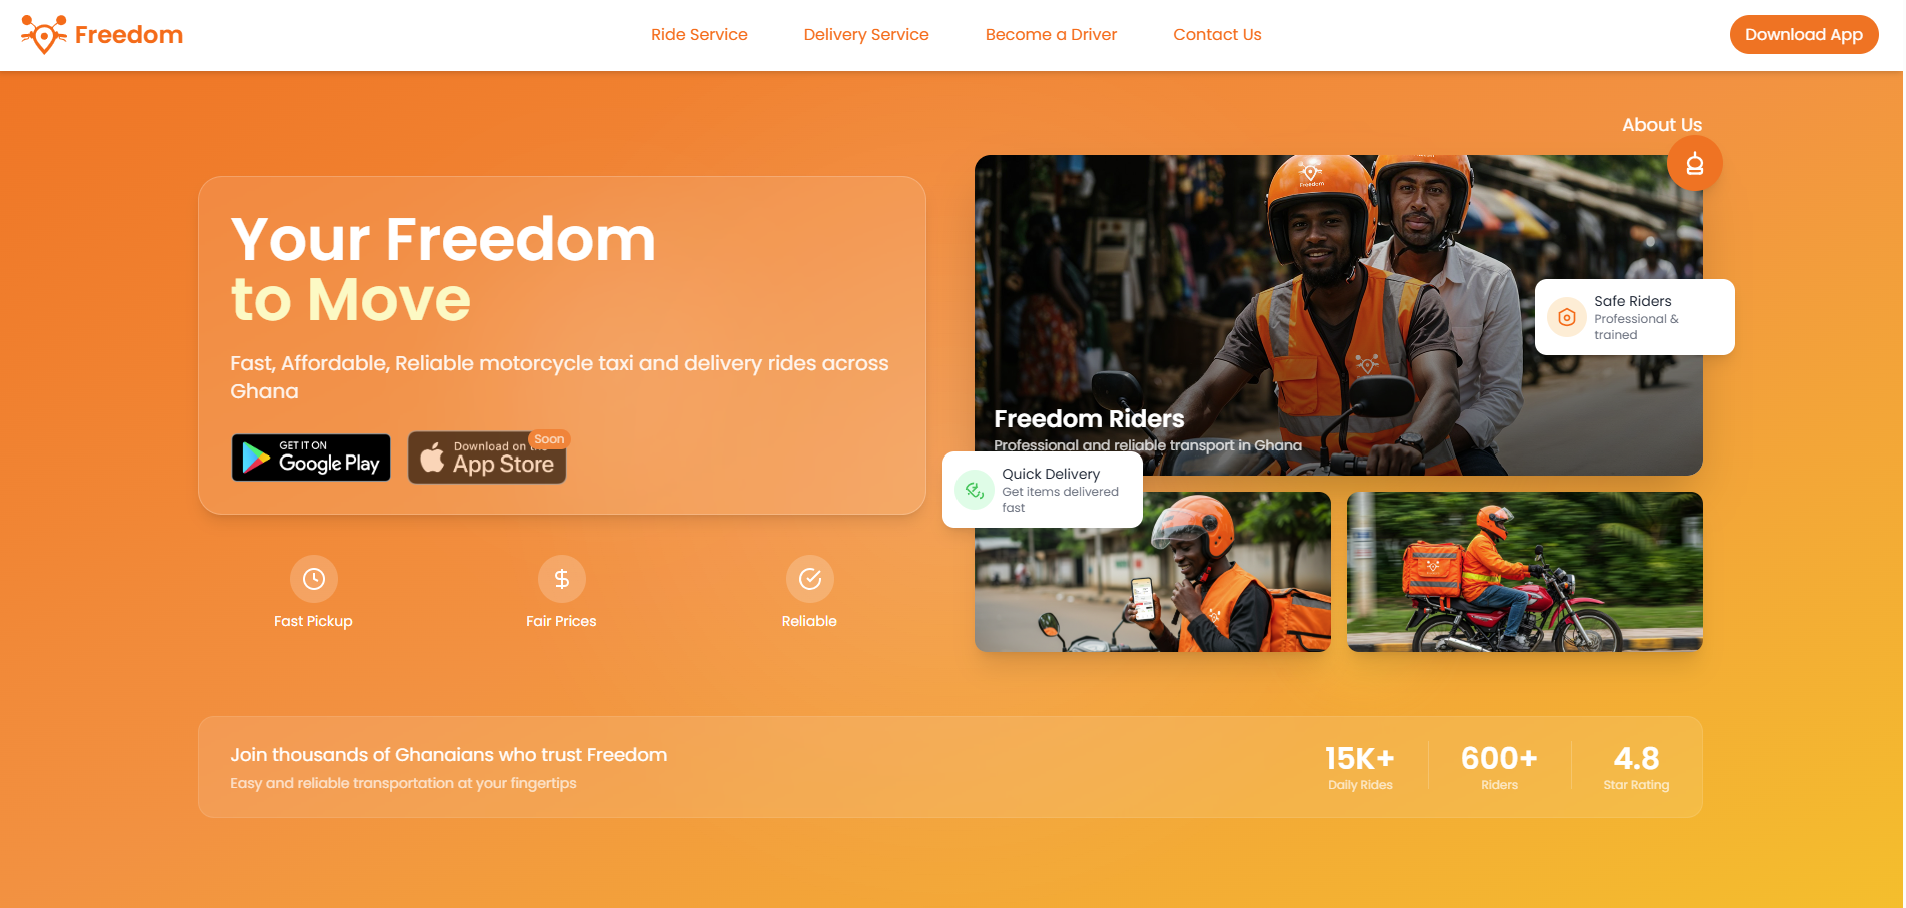 Freedom
Ride Service
Delivery Service
Become a Driver
Contact Us
Download App
About Us
Your Freedom
to Move
Fast, Affordable, Reliable motorcycle taxi and delivery rides across
Ghana
GET IT ON
Google Play
Download on
Soon
App Store
Fast Pickup
Fair Prices
Reliable
Freedom
Safe Riders
Professional &
trained
Freedom Riders
Professional and reliable transport in Ghana
Quick Delivery
Get items delivered
fast
Join thousands of Ghanaians who trust Freedom
Easy and reliable transportation at your fingertips
15K+
Daily Rides
600+
Riders
4.8
Star Rating